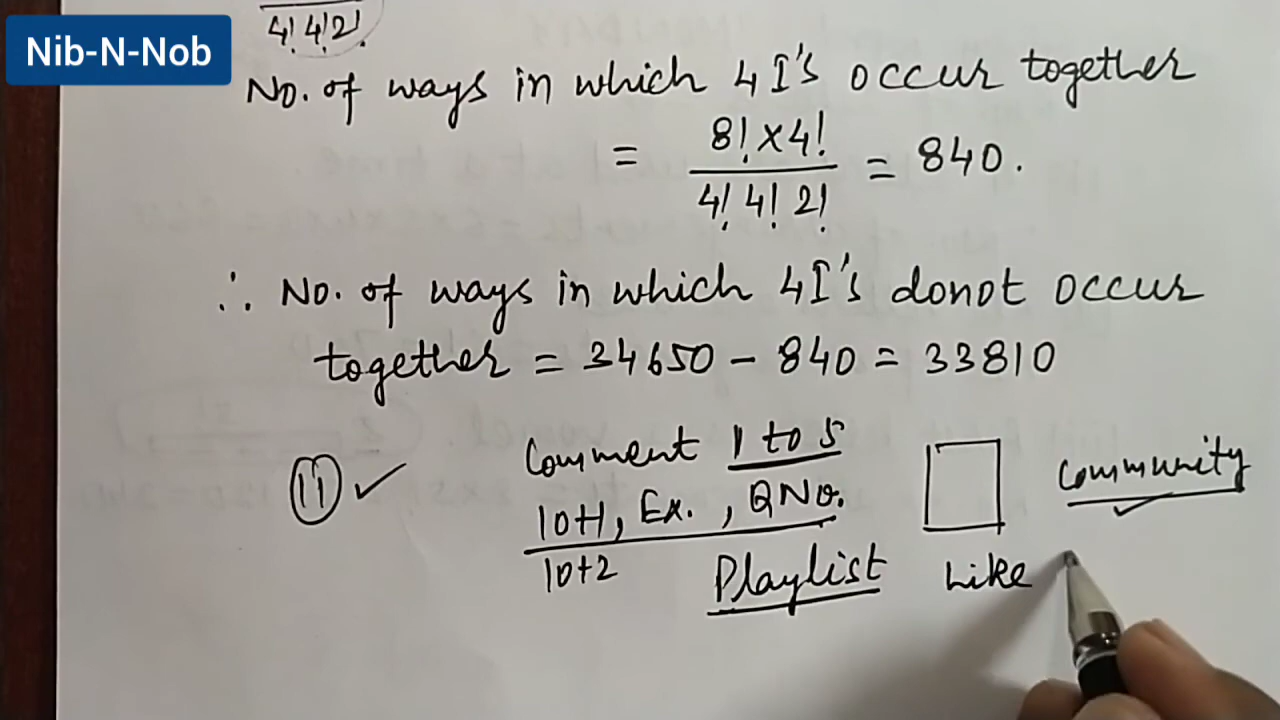 4! 4! 2!
Nib-N-Nob
No. of ways in which 4 I's occur together
= 8! × 4! / 4! 4! 2! = 840.
∴ No. of ways in which 4 I's donot occur
together = 34650 - 840 = 33810
11 ✓ Comment 1 to 5 Community
10+1, Ex., QNo.
10+2 Playlist Like